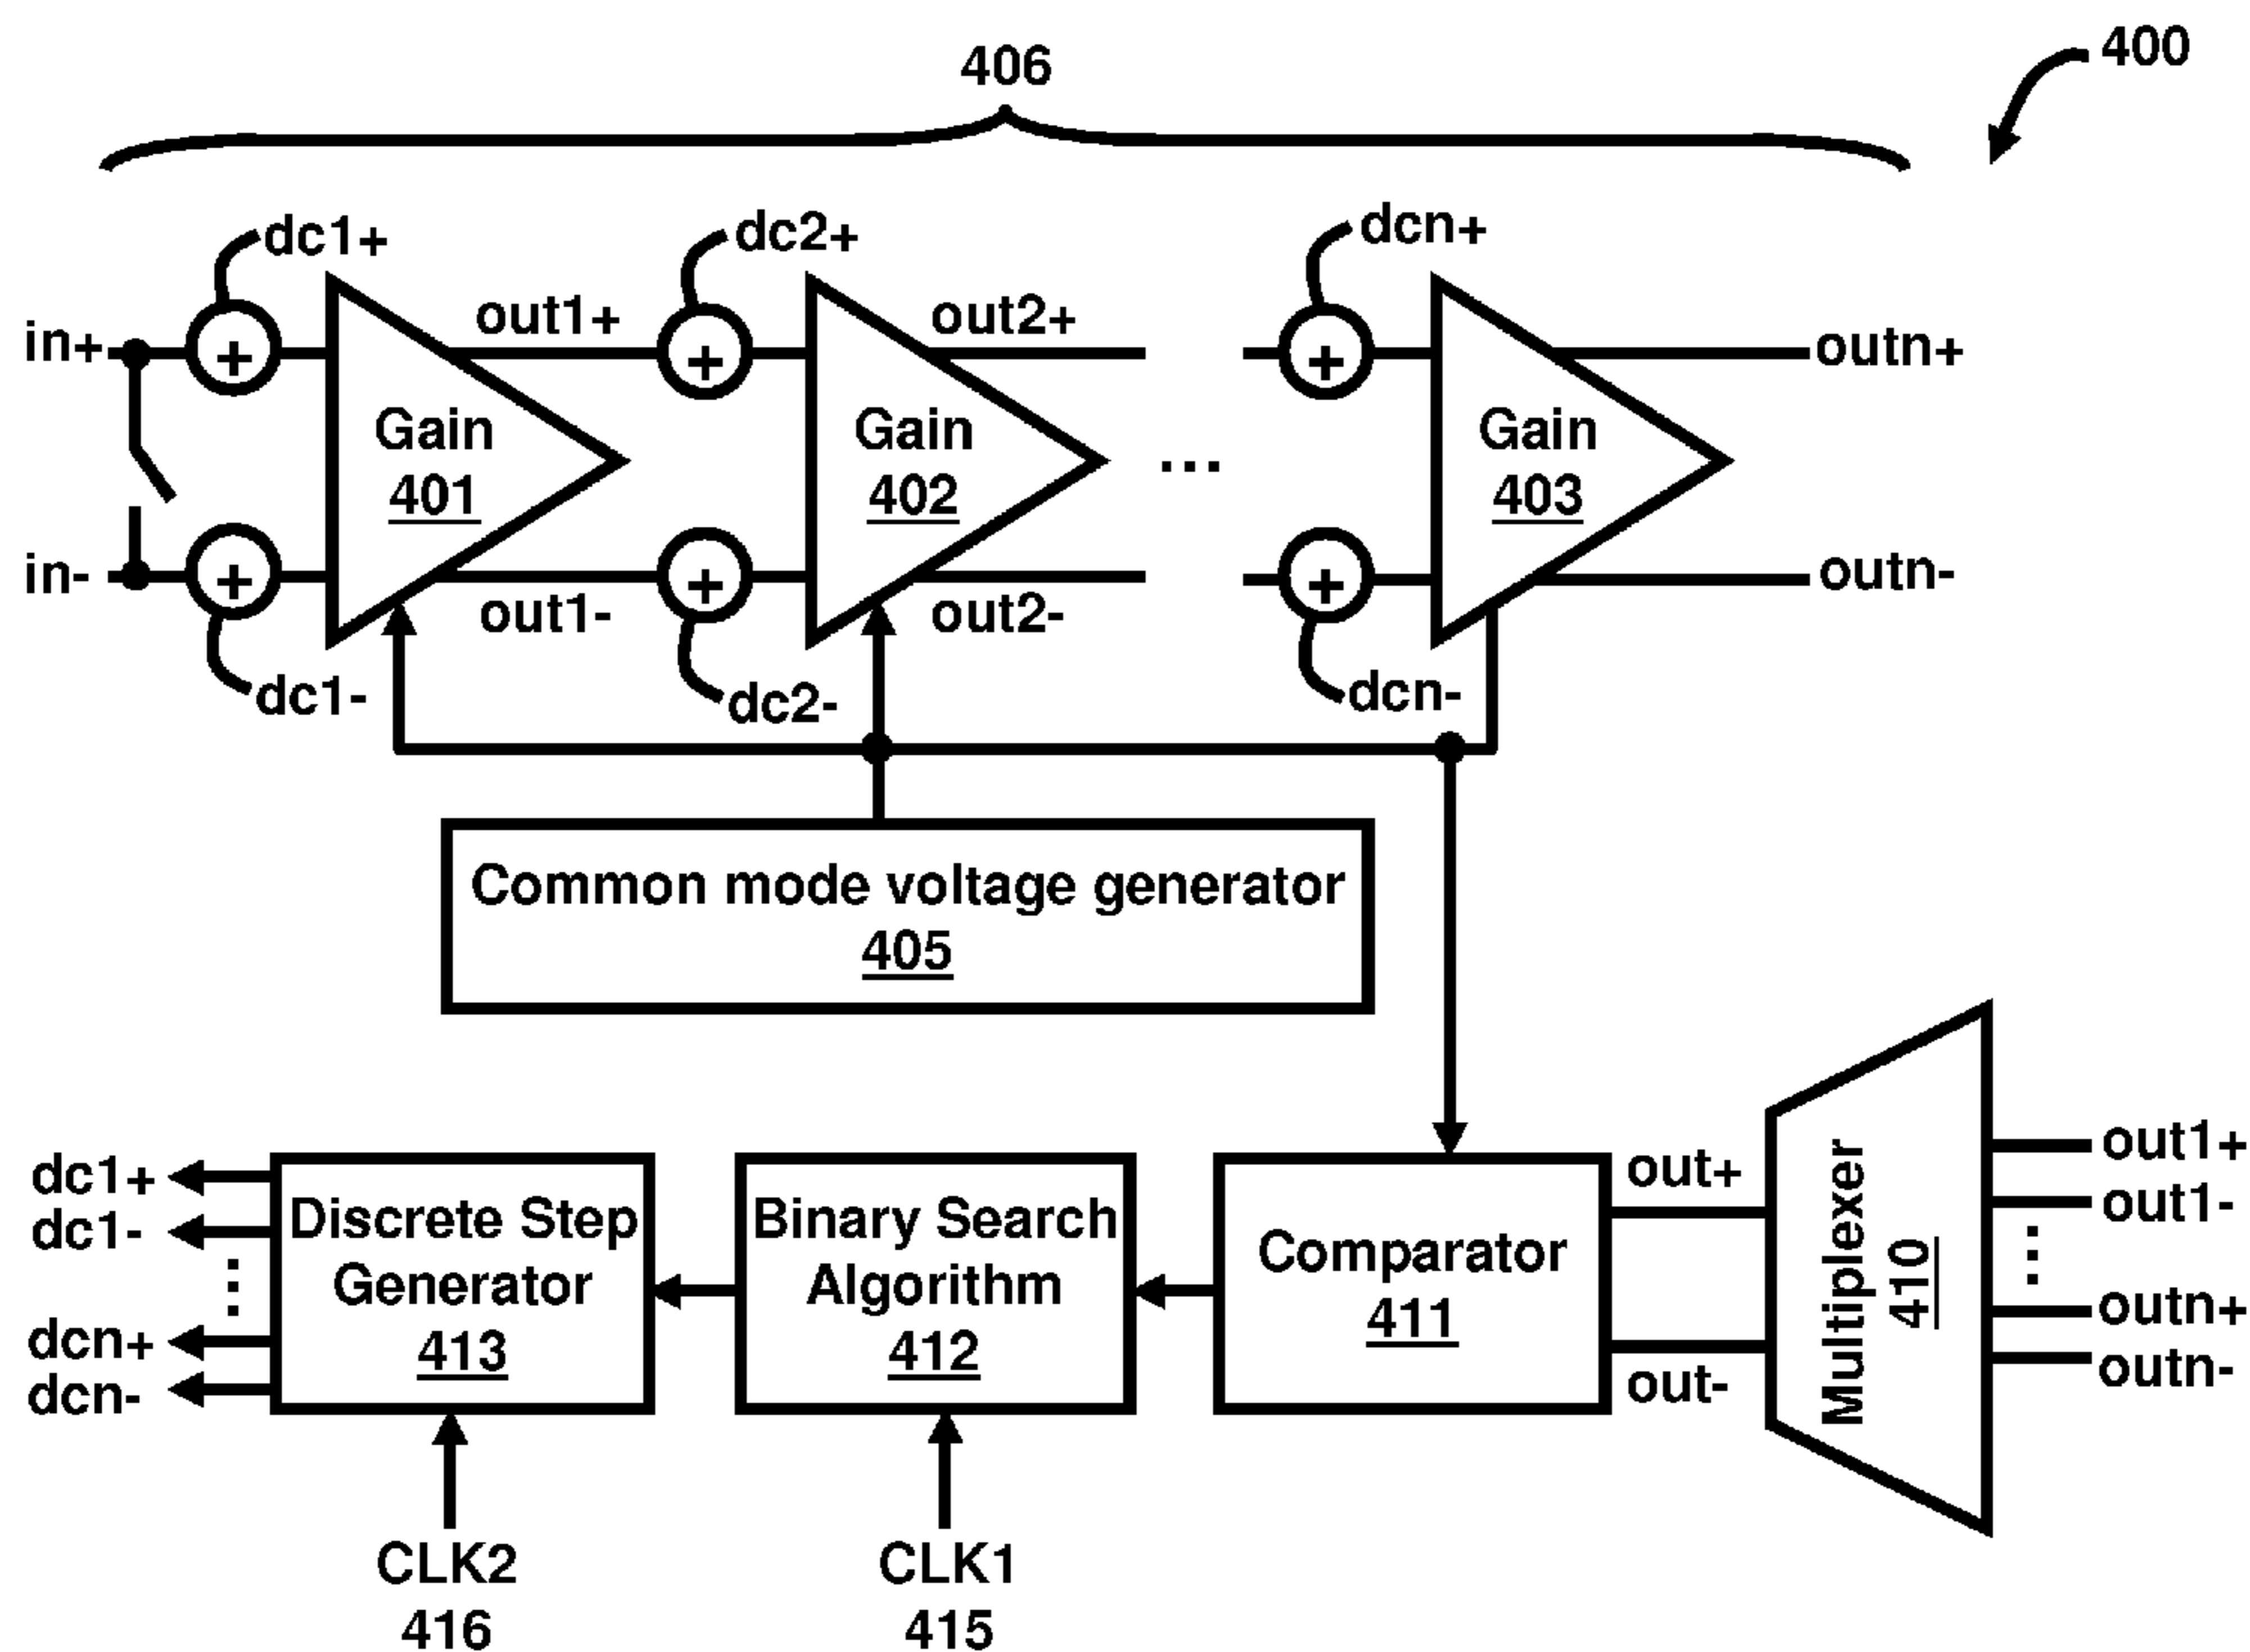 406
400
dc1+
dc2+
dcn+
in+
out1+
out2+
outn+
Gain
401
Gain
402
...
Gain
403
in-
out1-
out2-
outn-
dc1-
dc2-
dcn-
+
+
+
+
+
+
Common mode voltage generator
405
dc1+
dc1-
...
dcn+
dcn-
Discrete Step
Generator
413
Binary Search
Algorithm
412
Comparator
411
out+
out-
Multiplexer
410
out1+
out1-
...
outn+
outn-
CLK2
416
CLK1
415